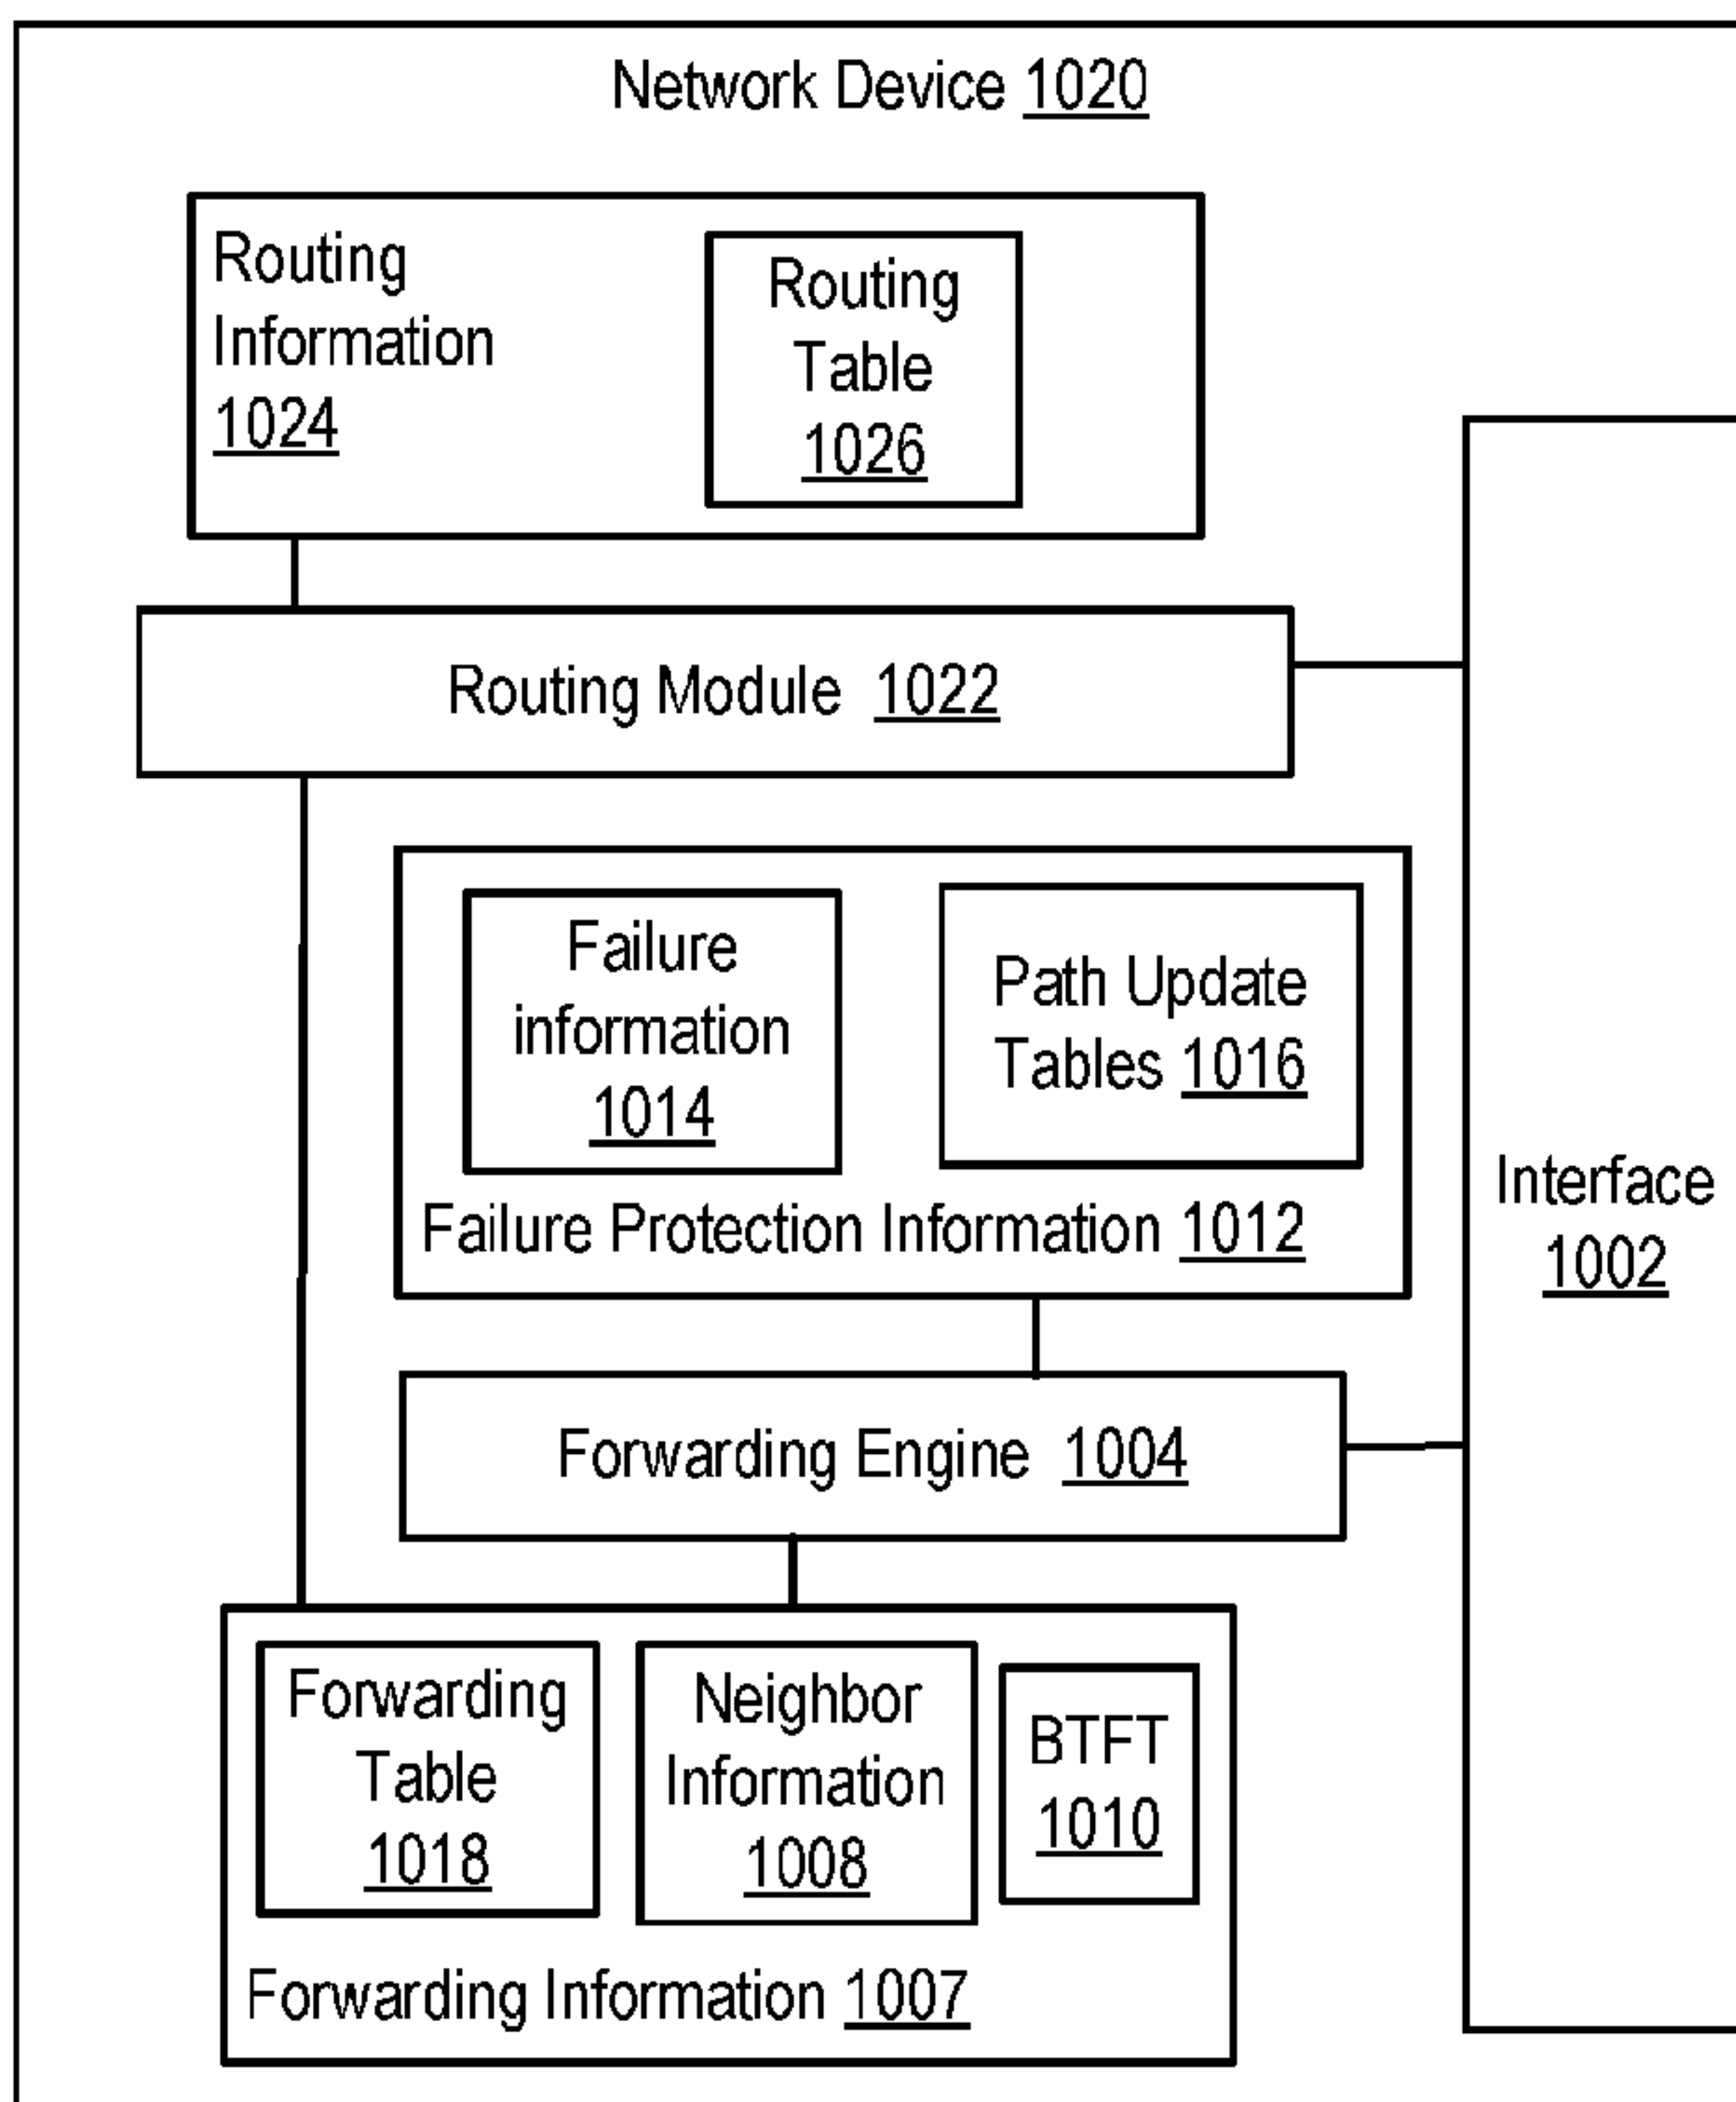 Network Device 1020
Routing
Information
1024
Routing
Table
1026
Routing Module 1022
Failure
information
1014
Path Update
Tables 1016
Failure Protection Information 1012
Interface
1002
Forwarding Engine 1004
Forwarding
Table
1018
Neighbor
Information
1008
BTFT
1010
Forwarding Information 1007